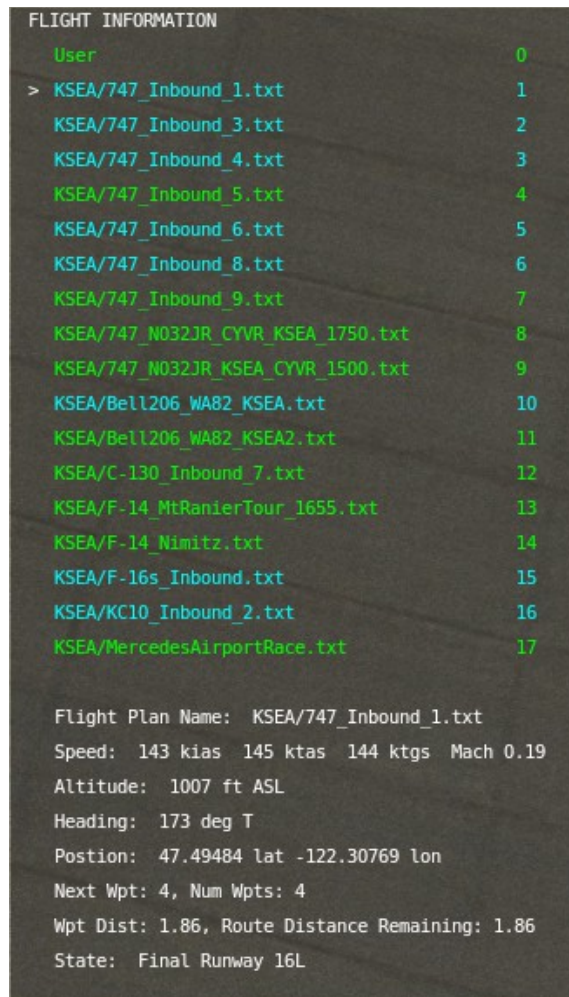 FLIGHT INFORMATION
User 0
> KSEA/747_Inbound_1.txt 1
KSEA/747_Inbound_3.txt 2
KSEA/747_Inbound_4.txt 3
KSEA/747_Inbound_5.txt 4
KSEA/747_Inbound_6.txt 5
KSEA/747_Inbound_8.txt 6
KSEA/747_Inbound_9.txt 7
KSEA/747_N032JR_CYVR_KSEA_1750.txt 8
KSEA/747_N032JR_KSEA_CYVR_1500.txt 9
KSEA/Bell206_WA82_KSEA.txt 10
KSEA/Bell206_WA82_KSEA2.txt 11
KSEA/C-130_Inbound_7.txt 12
KSEA/F-14_MtRanierTour_1655.txt 13
KSEA/F-14_Nimitz.txt 14
KSEA/F-16s_Inbound.txt 15
KSEA/KC10_Inbound_2.txt 16
KSEA/MercedesAirportRace.txt 17
Flight Plan Name: KSEA/747_Inbound_1.txt
Speed: 143 kias 145 ktas 144 ktgs Mach 0.19
Altitude: 1007 ft ASL
Heading: 173 deg T
Postion: 47.49484 lat -122.30769 lon
Next Wpt: 4, Num Wpts: 4
Wpt Dist: 1.86, Route Distance Remaining: 1.86
State: Final Runway 16L